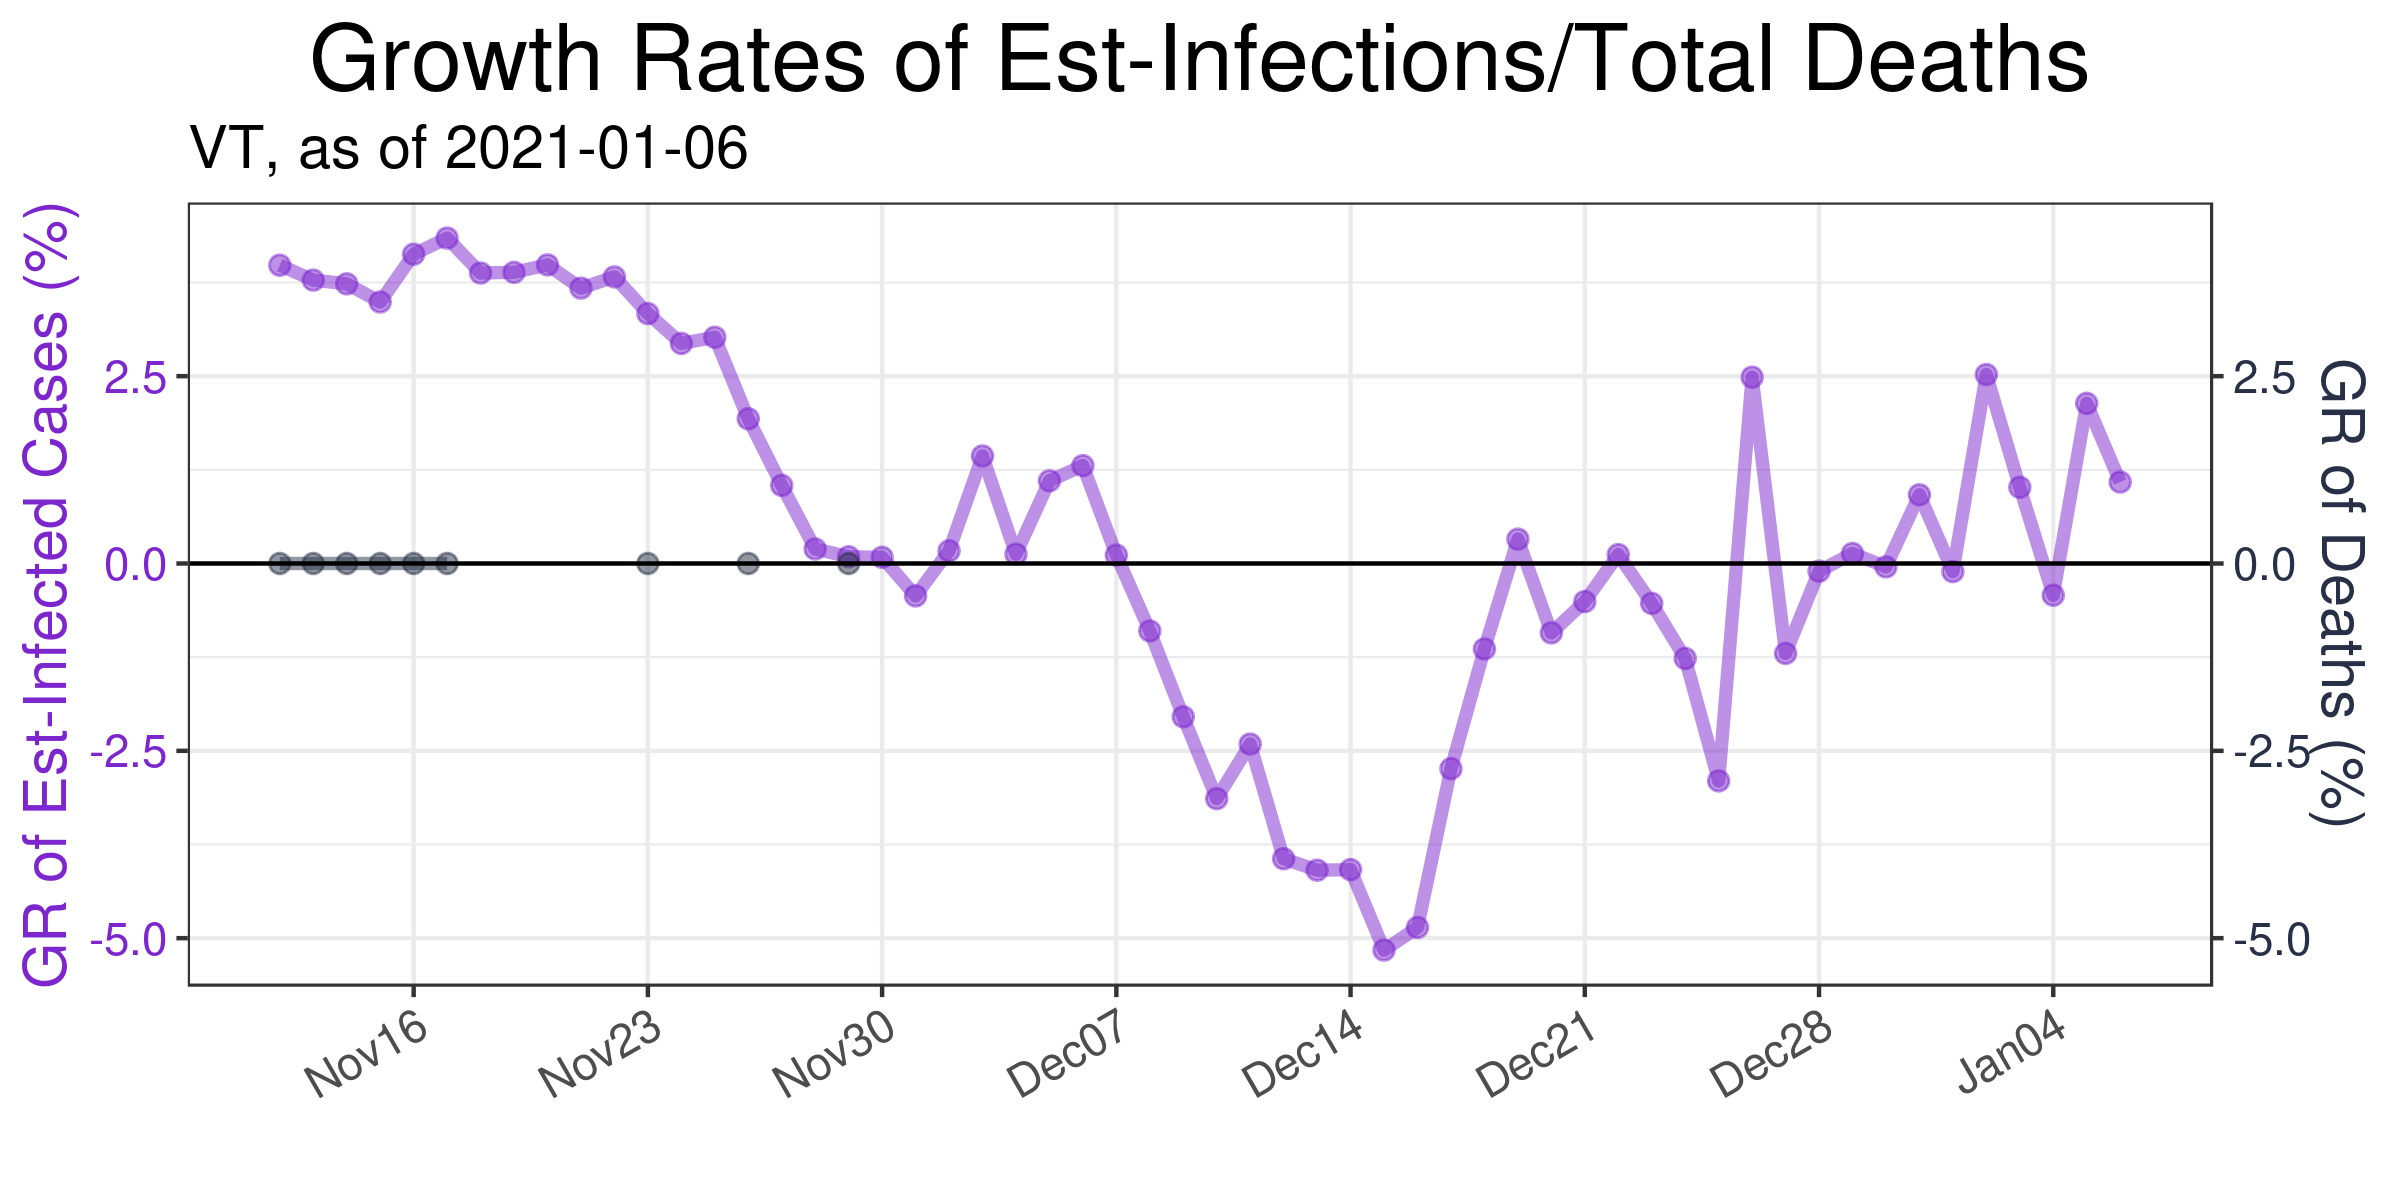 Growth Rates of Est-Infections/Total Deaths
VT, as of 2021-01-06
GR of Est-Infected Cases (%)
2.5
0.0
-2.5
-5.0
2.5
0.0
-2.5
-5.0
GR of Deaths (%)
Nov16
Nov23
Nov30
Dec07
Dec14
Dec21
Dec28
Jan04